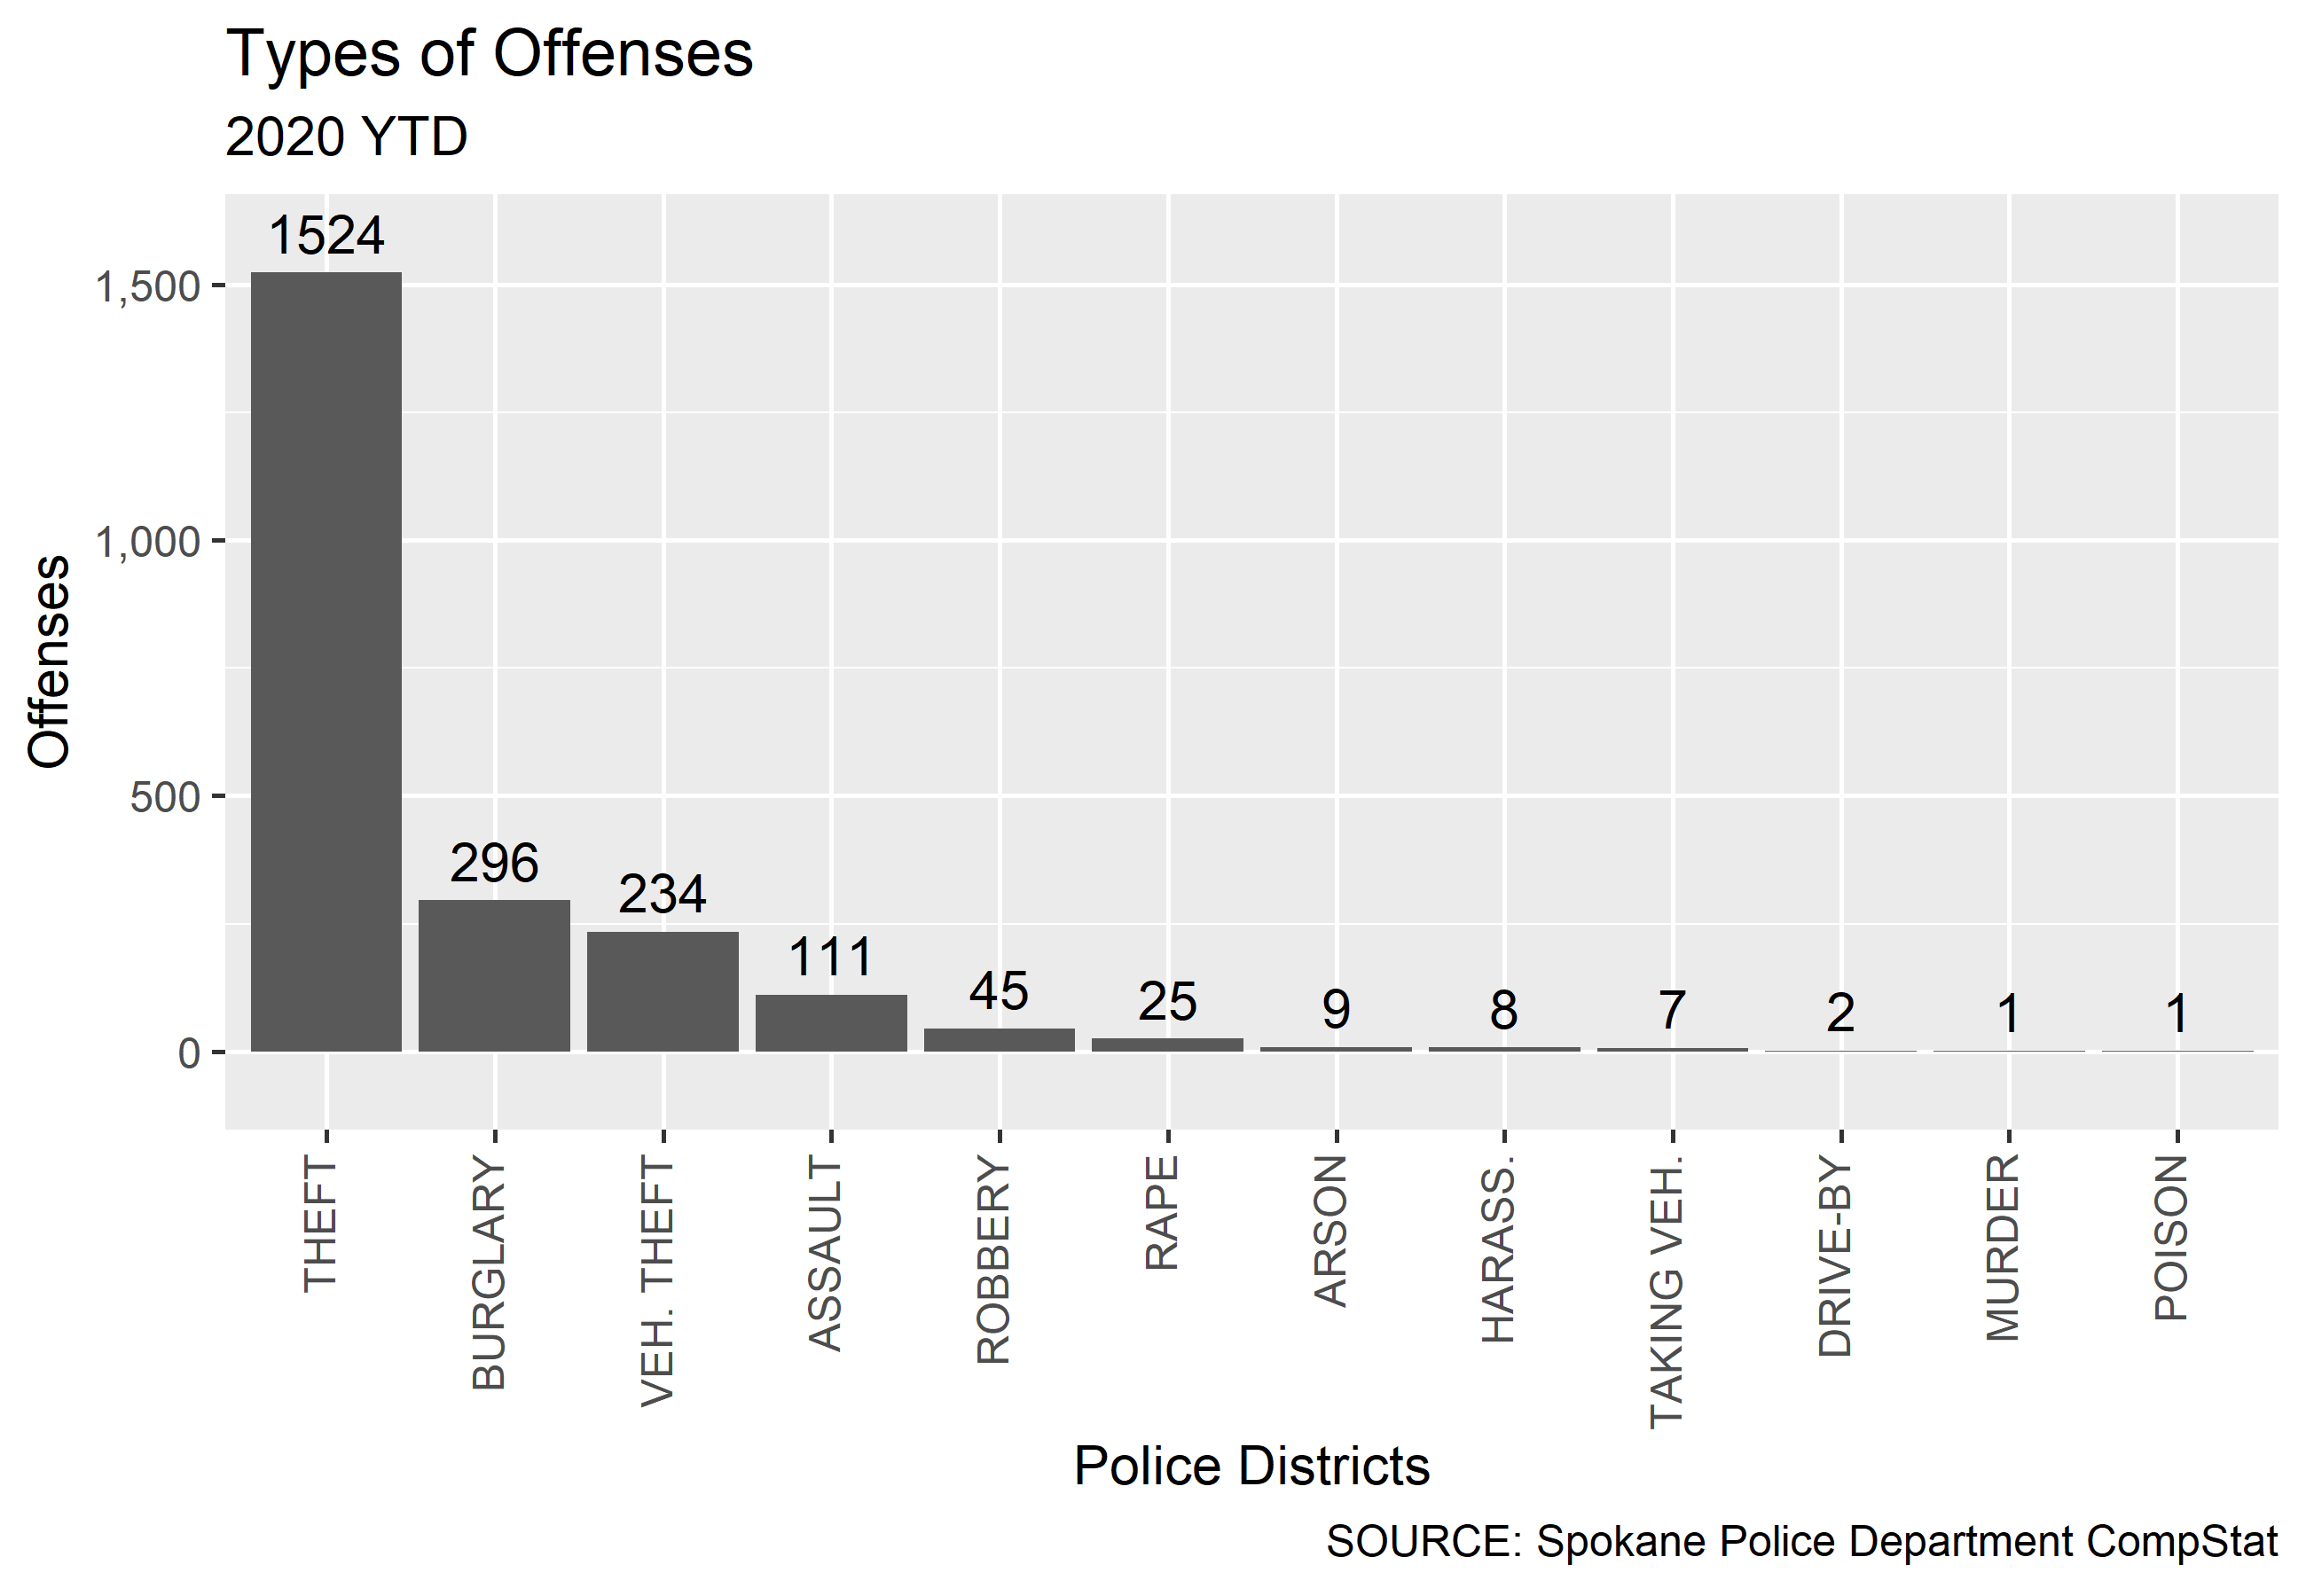 Types of Offenses
2020 YTD
Offenses
1,500
1,000
500
0
1524
296
234
111
45
25
9
8
7
2
1
1
THEFT
BURGLARY
VEH. THEFT
ASSAULT
ROBBERY
RAPE
ARSON
HARASS.
TAKING VEH.
DRIVE-BY
MURDER
POISON
Police Districts
SOURCE: Spokane Police Department CompStat